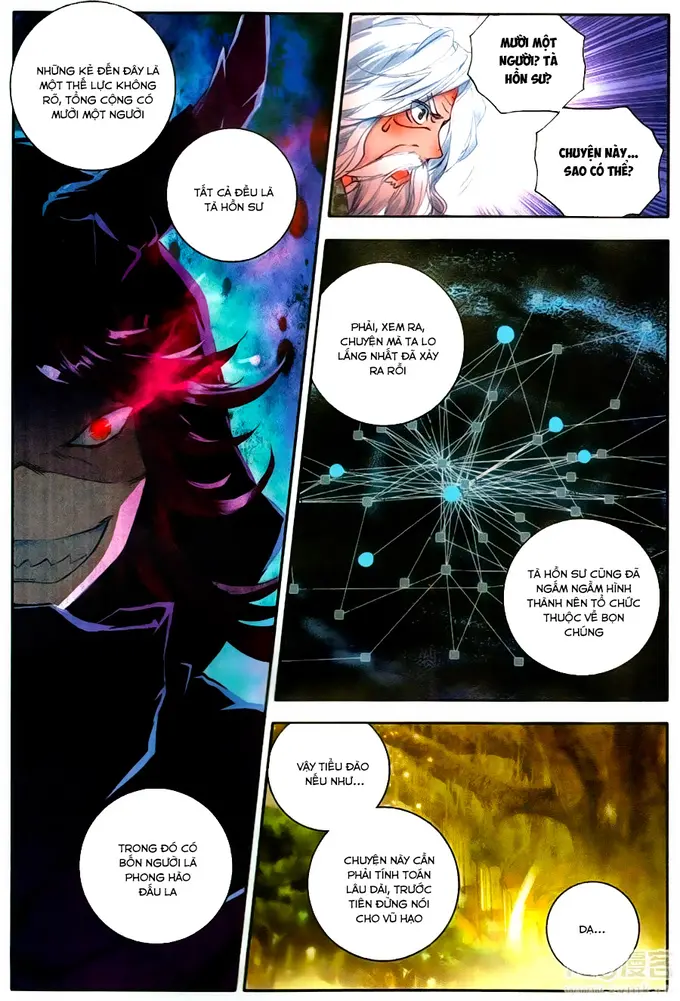 NHỮNG KẺ ĐẾN ĐÂY LÀ
MỘT THẾ LỰC KHÔNG
RÕ, TỔNG CỘNG CÓ
MƯỜI MỘT NGƯỜI
TẤT CẢ ĐỀU LÀ
TÀ HỒN SƯ
TRONG ĐÓ CÓ
BỐN NGƯỜI LÀ
PHONG HÀO
ĐẤU LA
MƯỜI MỘT
NGƯỜI? TÀ
HỒN SƯ?
CHUYỆN NÀY...
SAO CÓ THỂ?
PHẢI, XEM RA,
CHUYỆN MÀ TA LO
LẮNG NHẤT ĐÃ XẢY
RA RỒI
TÀ HỒN SƯ CŨNG ĐÃ
NGẤM NGẦM HÌNH
THÀNH NÊN TỔ CHỨC
THUỘC VỀ BỌN
CHÚNG
VẬY TIỂU ĐÀO
NẾU NHƯ...
CHUYỆN NÀY CẦN
PHẢI TÍNH TOÁN
LÂU DÀI, TRƯỚC
TIÊN ĐỪNG NÓI
CHO VŨ HẠO
DẠ...